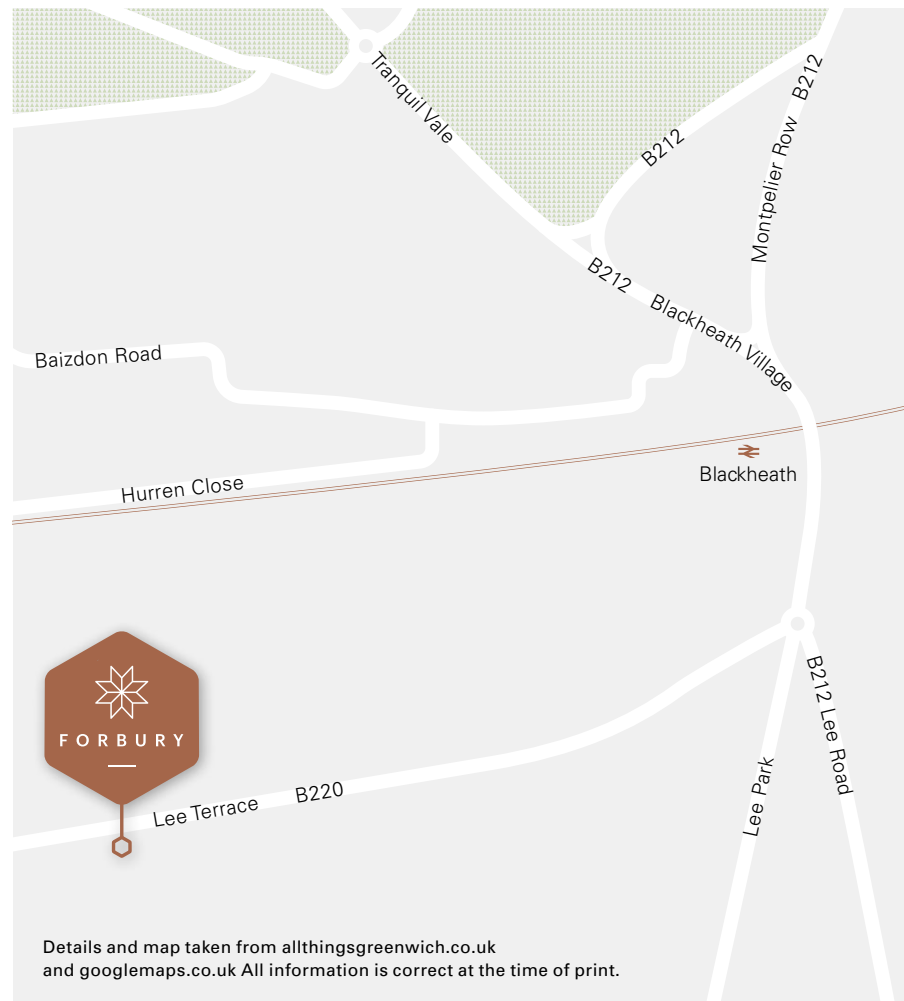 Tranquil Vale
B212
B212
Montpelier Row
B212
Blackheath Village
Baizdon Road
Blackheath
Hurren Close
FORBURY
B212 Lee Road
Lee Park
Lee Terrace
B220
Details and map taken from allthingsgreenwich.co.uk
and googlemaps.co.uk All information is correct at the time of print.